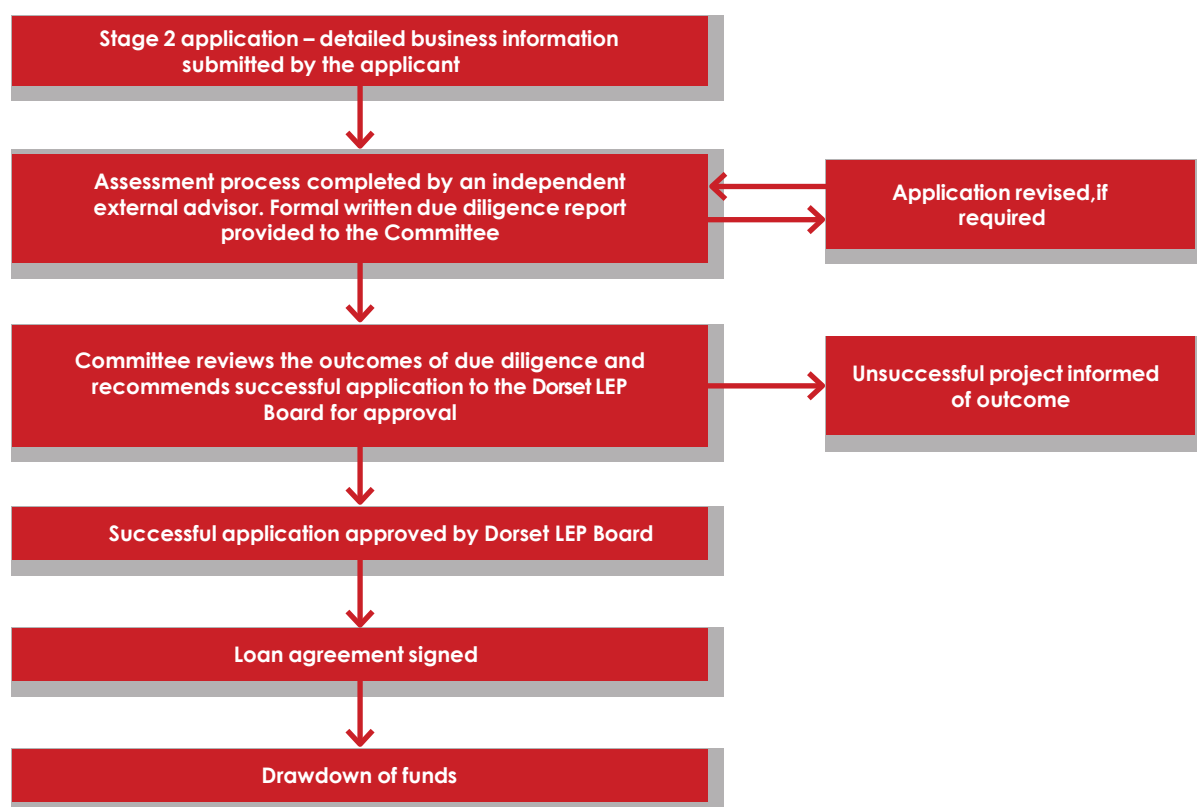 Stage 2 application – detailed business information
submitted by the applicant
Assessment process completed by an independent
external advisor. Formal written due diligence report
provided to the Committee
Application revised,if
required
Committee reviews the outcomes of due diligence and
recommends successful application to the Dorset LEP
Board for approval
Unsuccessful project informed
of outcome
Successful application approved by Dorset LEP Board
Loan agreement signed
Drawdown of funds